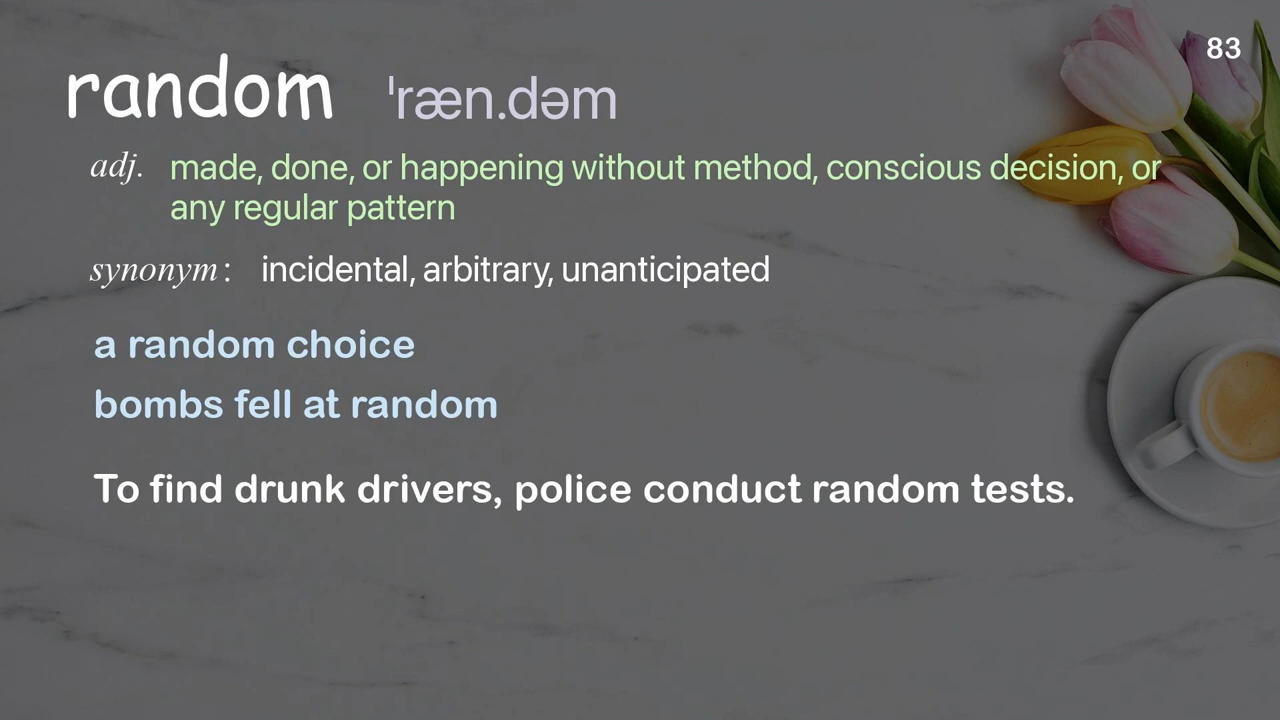 83
random ˈræn.dəm
adj. made, done, or happening without method, conscious decision, or
any regular pattern
synonym : incidental, arbitrary, unanticipated
a random choice
bombs fell at random
To find drunk drivers, police conduct random tests.